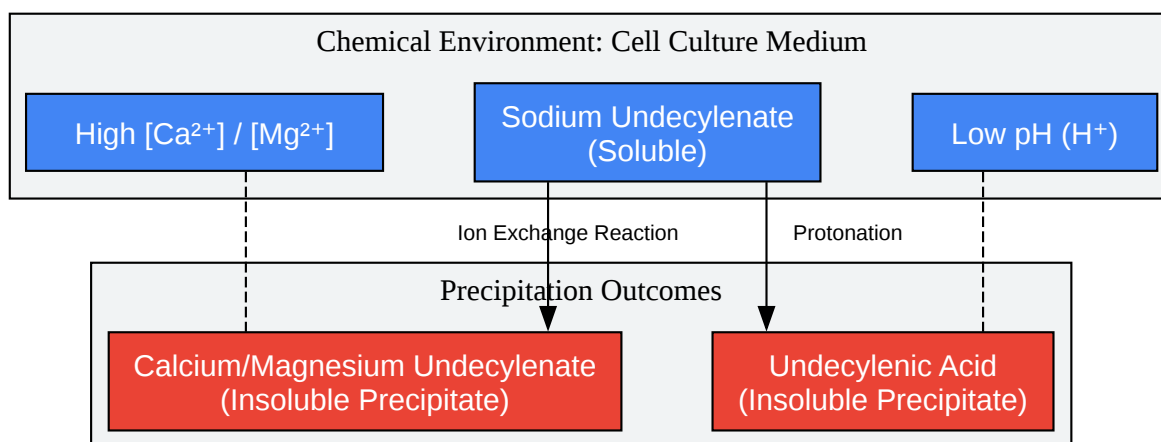 Chemical Environment: Cell Culture Medium
High [Ca²⁺] / [Mg²⁺]
Sodium Undecylenate
(Soluble)
Low pH (H⁺)
Ion Exchange Reaction
Protonation
Precipitation Outcomes
Calcium/Magnesium Undecylenate
(Insoluble Precipitate)
Undecylenic Acid
(Insoluble Precipitate)